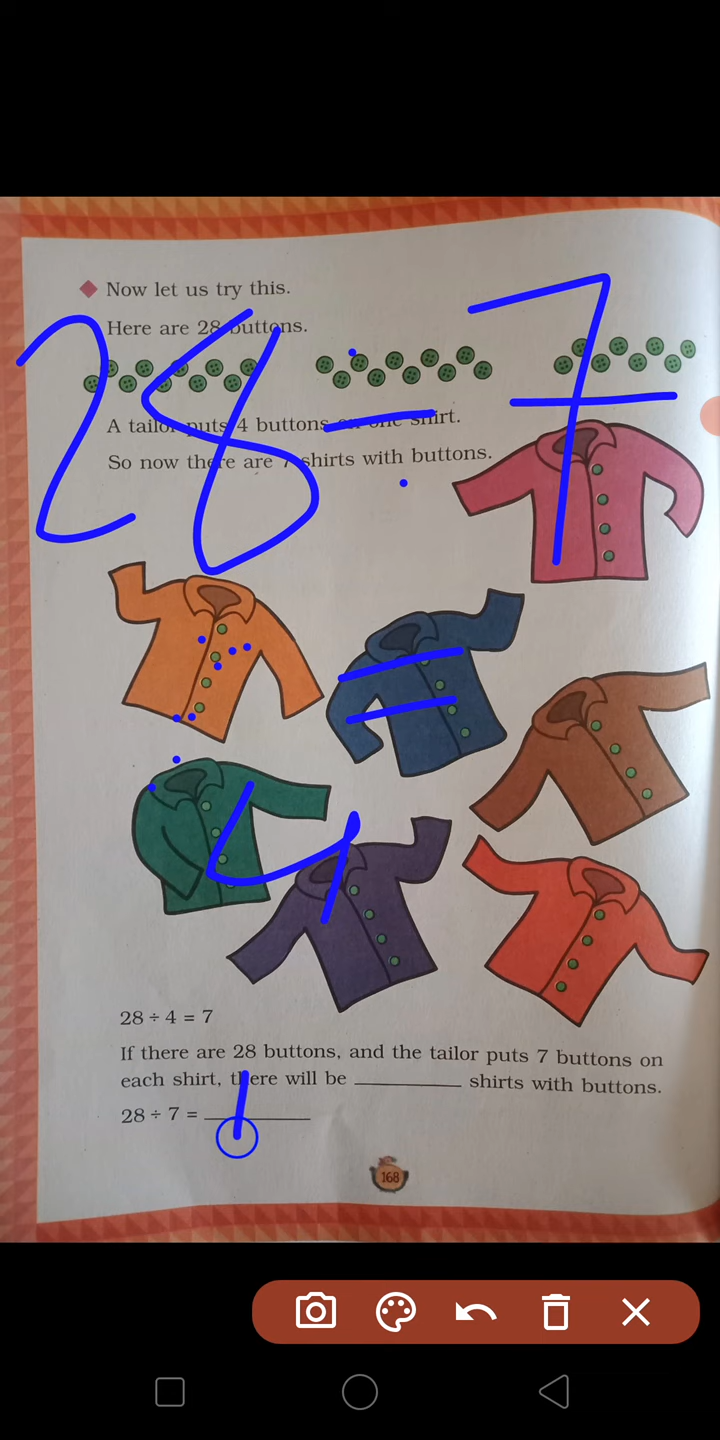 Now let us try this.
Here are 28 buttons.
A tailor puts 4 buttons on one shirt.
So now there are 7 shirts with buttons.
28 ÷ 7
=
4
28 ÷ 4 = 7
If there are 28 buttons, and the tailor puts 7 buttons on
each shirt, there will be __________ shirts with buttons.
28 ÷ 7 = __________
168